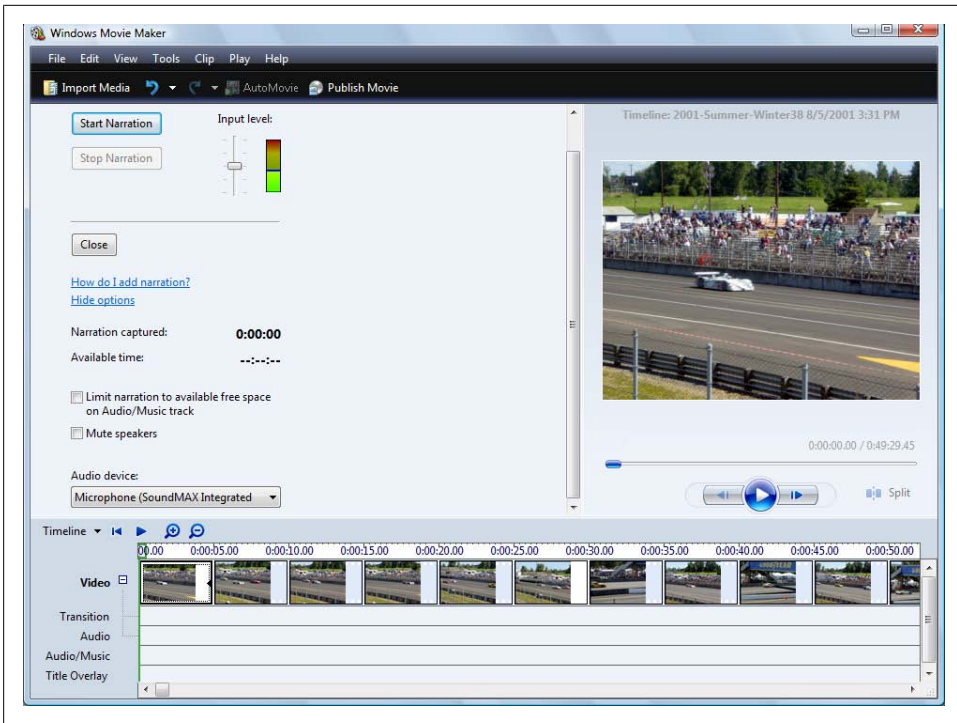 Windows Movie Maker
File Edit View Tools Clip Play Help
Import Media AutoMovie Publish Movie
Start Narration
Input level:
Stop Narration
Close
How do I add narration?
Hide options
Narration captured: 0:00:00
Available time: --:--:--
Limit narration to available free space
on Audio/Music track
Mute speakers
Audio device:
Microphone (SoundMAX Integrated
Timeline: 2001-Summer-Winter38 8/5/2001 3:31 PM
0:00:00.00 / 0:49:29.45
Split
Timeline
00.00 0:00:05.00 0:00:10.00 0:00:15.00 0:00:20.00 0:00:25.00 0:00:30.00 0:00:35.00 0:00:40.00 0:00:45.00 0:00:50.00
Video
GOODYEAR
Transition
Audio
Audio/Music
Title Overlay